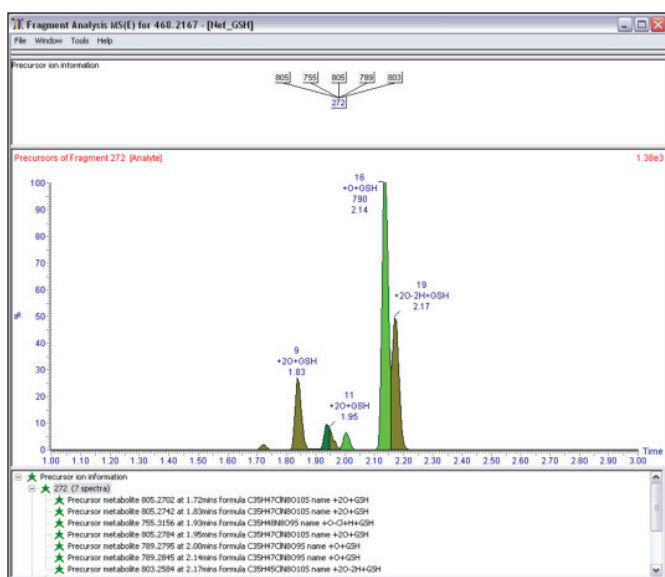 Fragment Analysis MS(E) for 468.2167 - [Nef_GSH]
File Window Tools Help
Precursor ion information
805 755 805 789 803
272
Precursors of Fragment 272 [Analyte]
1.38e3
16
+O+GSH
790
2.14
19
+2O-2H+GSH
2.17
9
+2O+GSH
1.83
11
+2O+GSH
1.95
100
90
80
70
60
50
40
30
20
10
0
%
1.00 1.10 1.20 1.30 1.40 1.50 1.60 1.70 1.80 1.90 2.00 2.10 2.20 2.30 2.40 2.50 2.60 2.70 2.80 2.90 3.00
Time
Precursor ion information
272 (7 spectra)
Precursor metabolite 805.2702 at 1.72mins formula C35H47ClN8O10S name +2O+GSH
Precursor metabolite 805.2742 at 1.83mins formula C35H47ClN8O10S name +2O+GSH
Precursor metabolite 755.3156 at 1.93mins formula C35H48N8O9S name +O-Cl+H+GSH
Precursor metabolite 805.2784 at 1.95mins formula C35H47ClN8O10S name +2O+GSH
Precursor metabolite 789.2795 at 2.00mins formula C35H47ClN8O9S name +O+GSH
Precursor metabolite 789.2845 at 2.14mins formula C35H47ClN8O9S name +O+GSH
Precursor metabolite 803.2584 at 2.17mins formula C35H45ClN8O10S name +2O-2H+GSH